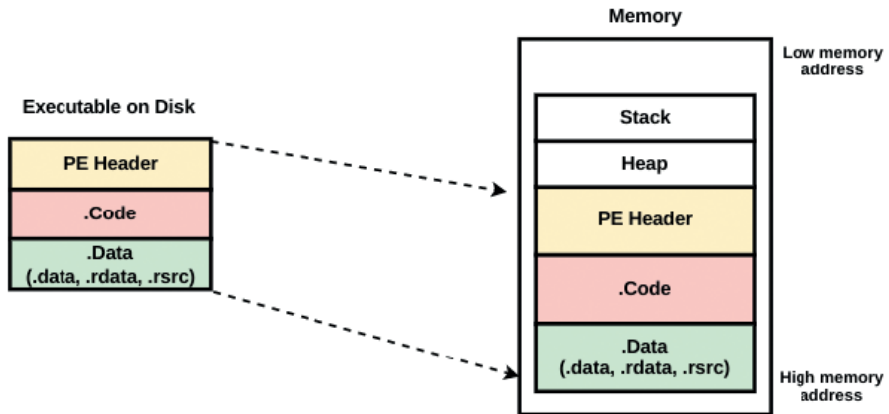 Memory
Low memory
address
Executable on Disk
PE Header
.Code
.Data
(.data, .rdata, .rsrc)
Stack
Heap
PE Header
.Code
.Data
(.data, .rdata, .rsrc)
High memory
address